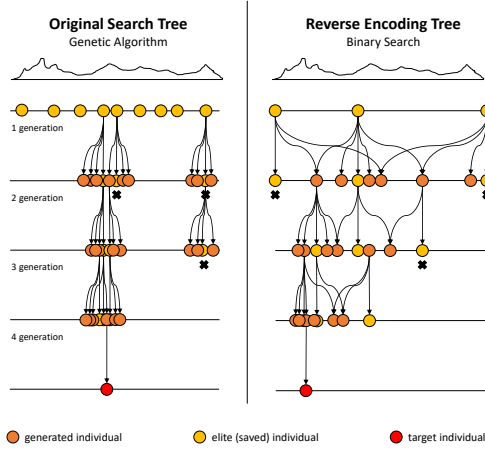 Original Search Tree
Genetic Algorithm
Reverse Encoding Tree
Binary Search
1 generation
2 generation
3 generation
4 generation
generated individual
elite (saved) individual
target individual